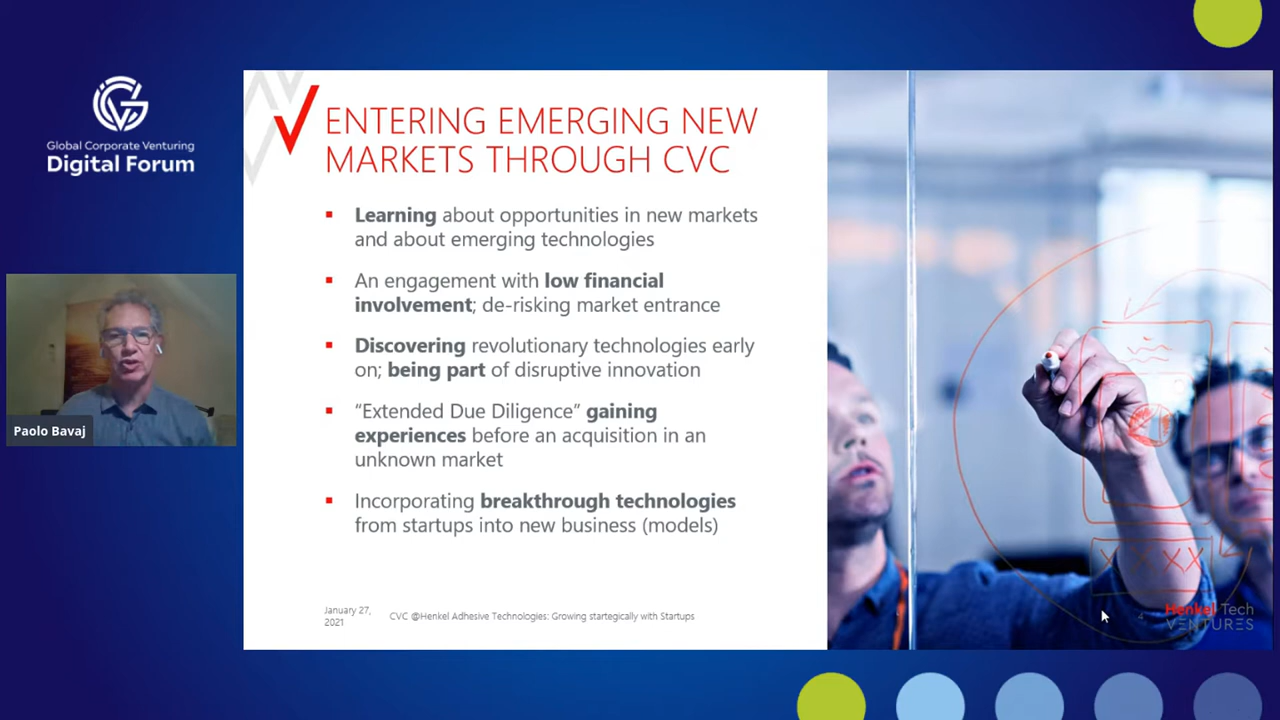 Global Corporate Venturing
Digital Forum
Paolo Bavaj
ENTERING EMERGING NEW
MARKETS THROUGH CVC
Learning about opportunities in new markets
and about emerging technologies
An engagement with low financial
involvement; de-risking market entrance
Discovering revolutionary technologies early
on; being part of disruptive innovation
“Extended Due Diligence” gaining
experiences before an acquisition in an
unknown market
Incorporating breakthrough technologies
from startups into new business (models)
January 27,
2021
CVC @Henkel Adhesive Technologies: Growing startegically with Startups
4
Henkel Tech
VENTURES
XXXX